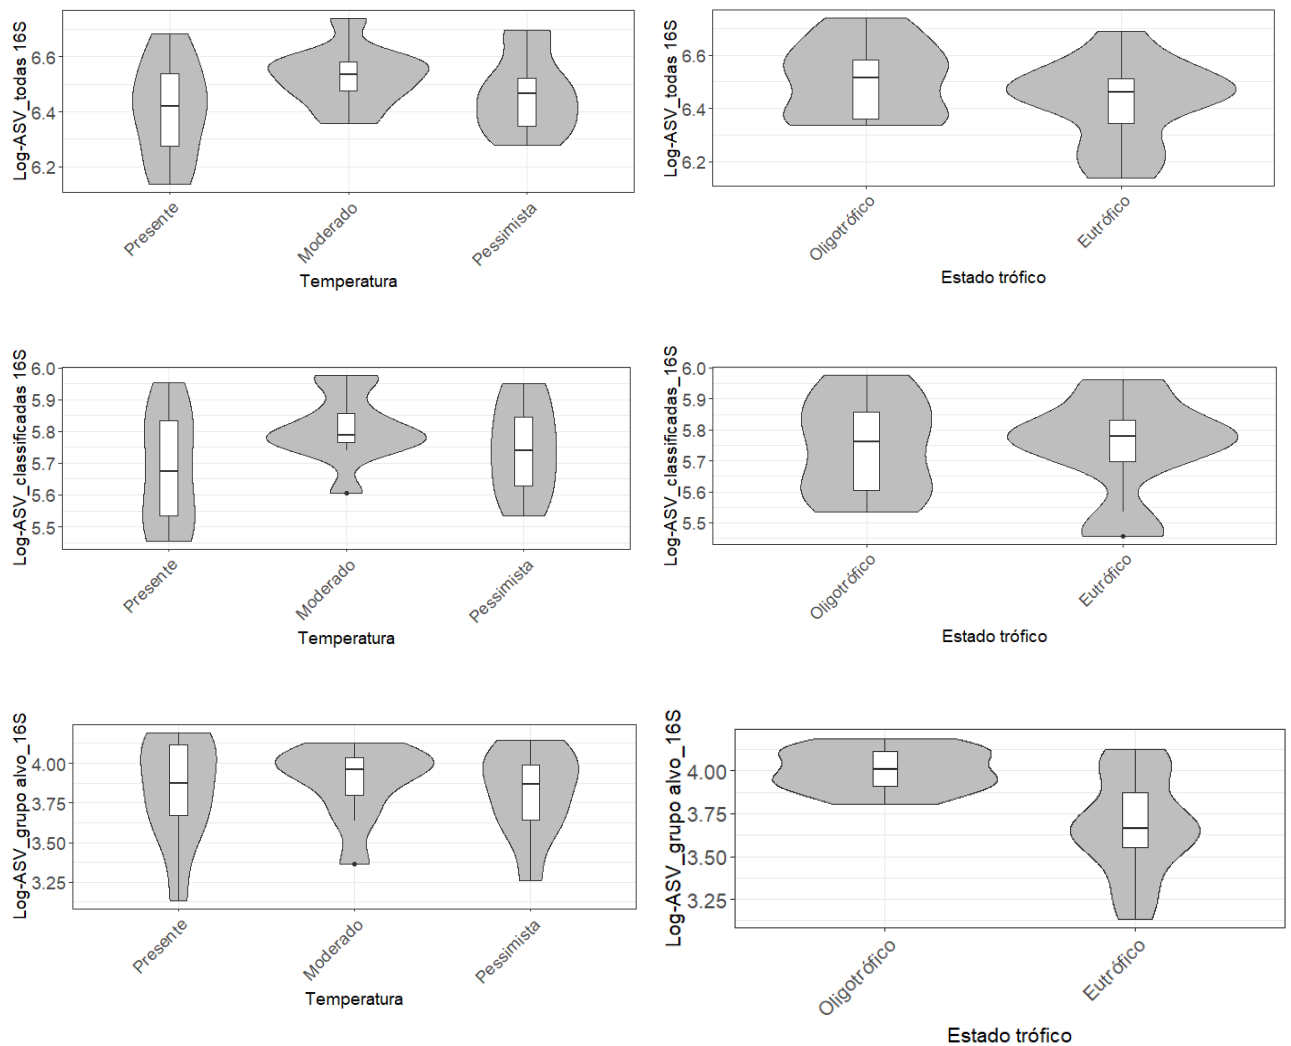 Log-ASV_todas 16S
6.6
6.4
6.2
Presente
Moderado
Pessimista
Temperatura
Log-ASV_todas 16S
6.6
6.4
6.2
Oligotrófico
Eutrófico
Estado trófico
Log-ASV_classificadas 16S
6.0
5.9
5.8
5.7
5.6
5.5
Presente
Moderado
Pessimista
Temperatura
Log-ASV_classificadas_16S
6.0
5.9
5.8
5.7
5.6
5.5
Oligotrófico
Eutrófico
Estado trófico
Log-ASV_grupo alvo_16S
4.00
3.75
3.50
3.25
Presente
Moderado
Pessimista
Temperatura
Log-ASV_grupo alvo_16S
4.00
3.75
3.50
3.25
Oligotrófico
Eutrófico
Estado trófico